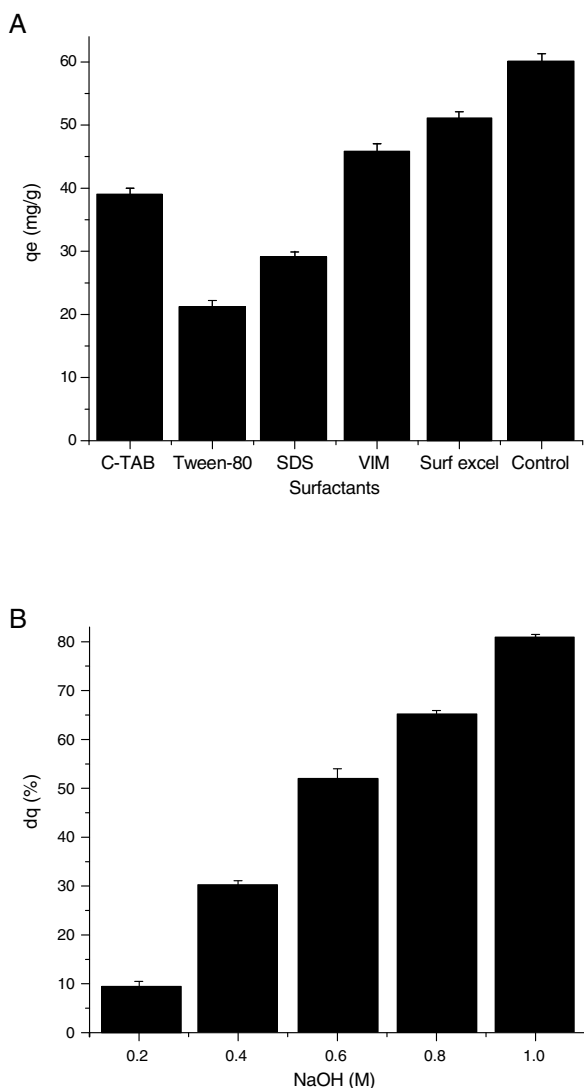 A
60
50
40
30
20
10
0
qe (mg/g)
C-TAB Tween-80 SDS VIM Surf excel Control
Surfactants
B
80
70
60
50
40
30
20
10
0
dq (%)
0.2 0.4 0.6 0.8 1.0
NaOH (M)